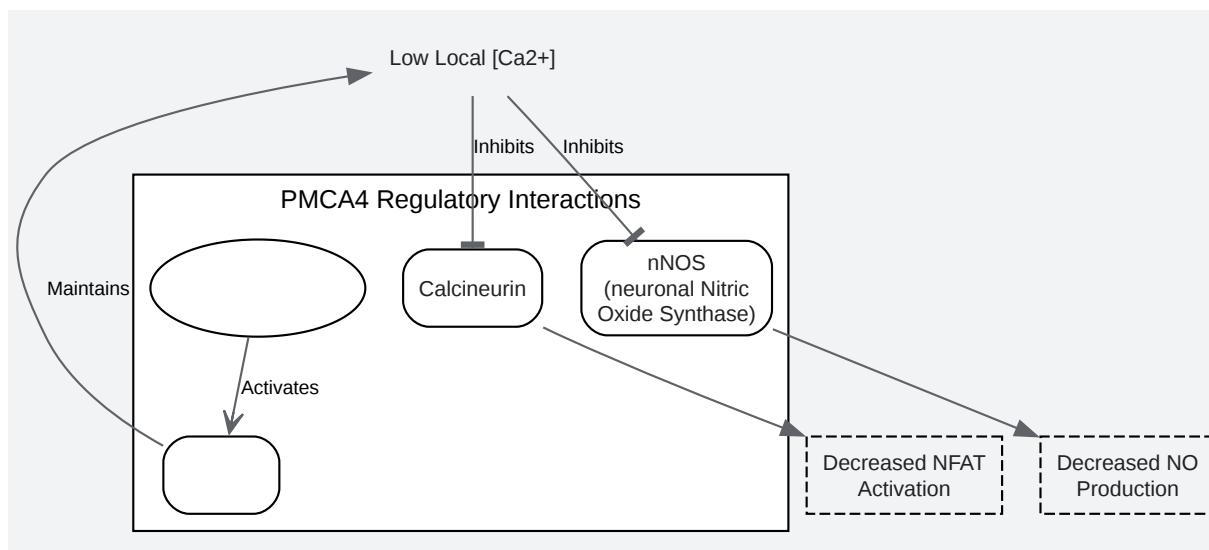 Low Local [Ca2+]
Inhibits
Inhibits
PMCA4 Regulatory Interactions
Maintains
Calcineurin
nNOS
(neuronal Nitric
Oxide Synthase)
Activates
Decreased NFAT
Activation
Decreased NO
Production